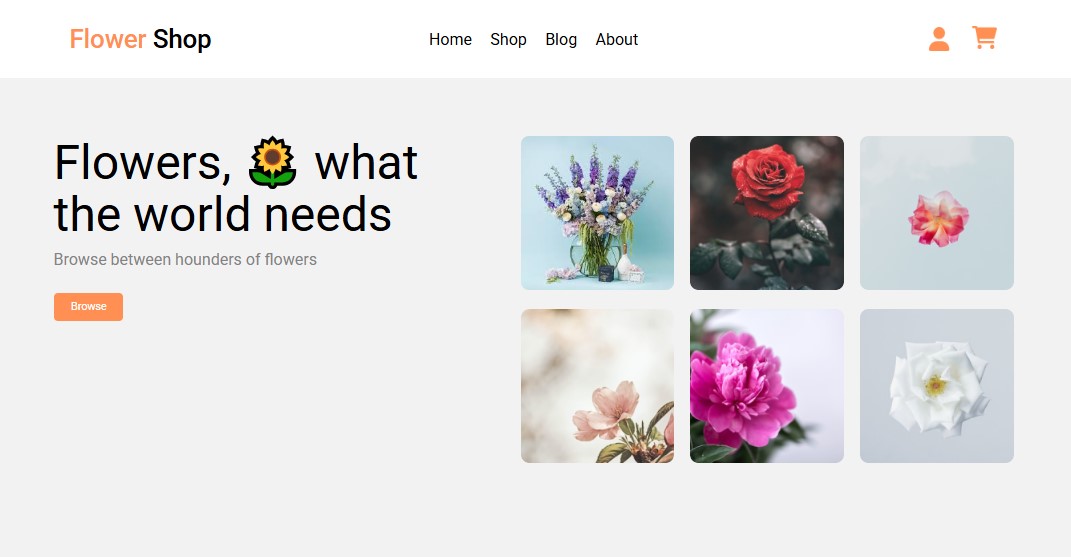 Flower Shop
Home Shop Blog About
Flowers, 🌻 what
the world needs
Browse between hounders of flowers
Browse